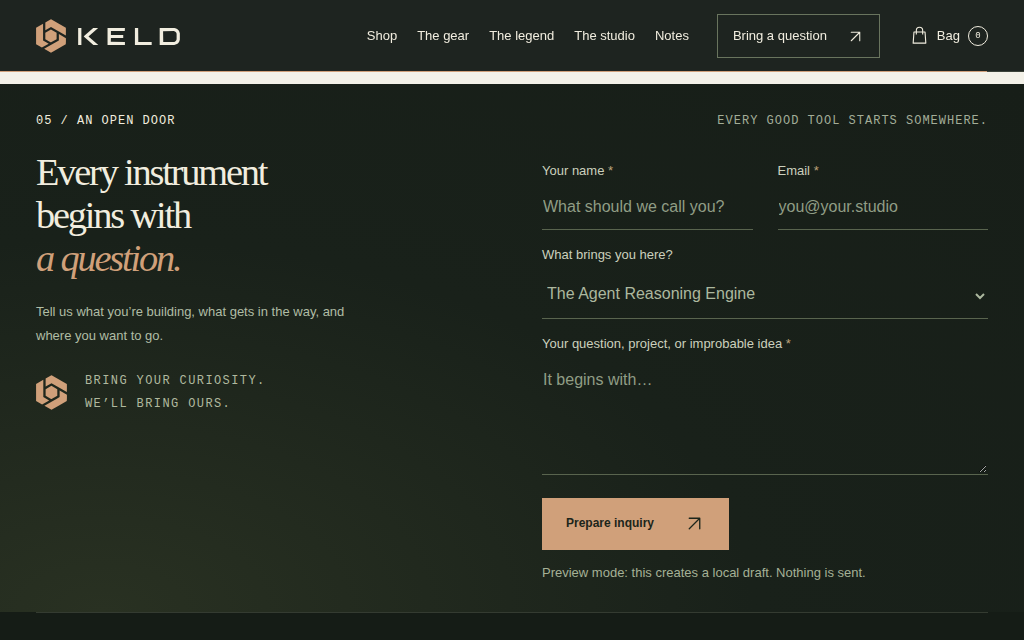 KELD
Shop
The gear
The legend
The studio
Notes
Bring a question
Bag
0
05 / AN OPEN DOOR
EVERY GOOD TOOL STARTS SOMEWHERE.
Every instrument
begins with
a question.
Tell us what you’re building, what gets in the way, and
where you want to go.
BRING YOUR CURIOSITY.
WE’LL BRING OURS.
Your name *
What should we call you?
Email *
you@your.studio
What brings you here?
The Agent Reasoning Engine
Your question, project, or improbable idea *
It begins with…
Prepare inquiry
Preview mode: this creates a local draft. Nothing is sent.